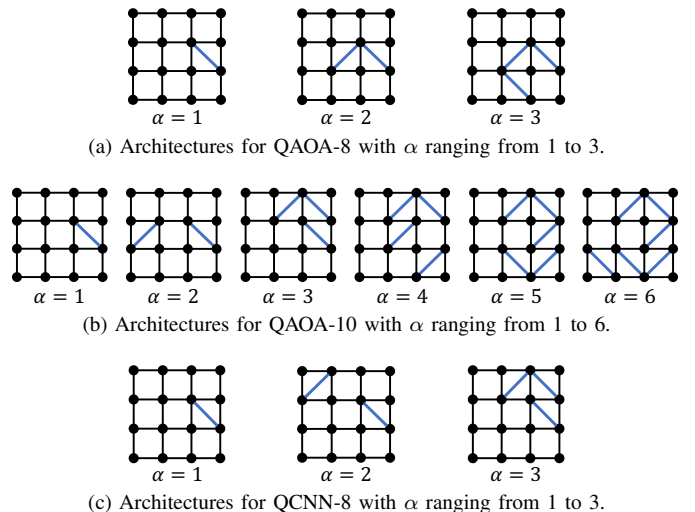 α = 1 α = 2 α = 3
(a) Architectures for QAOA-8 with α ranging from 1 to 3.
α = 1 α = 2 α = 3 α = 4 α = 5 α = 6
(b) Architectures for QAOA-10 with α ranging from 1 to 6.
α = 1 α = 2 α = 3
(c) Architectures for QCNN-8 with α ranging from 1 to 3.